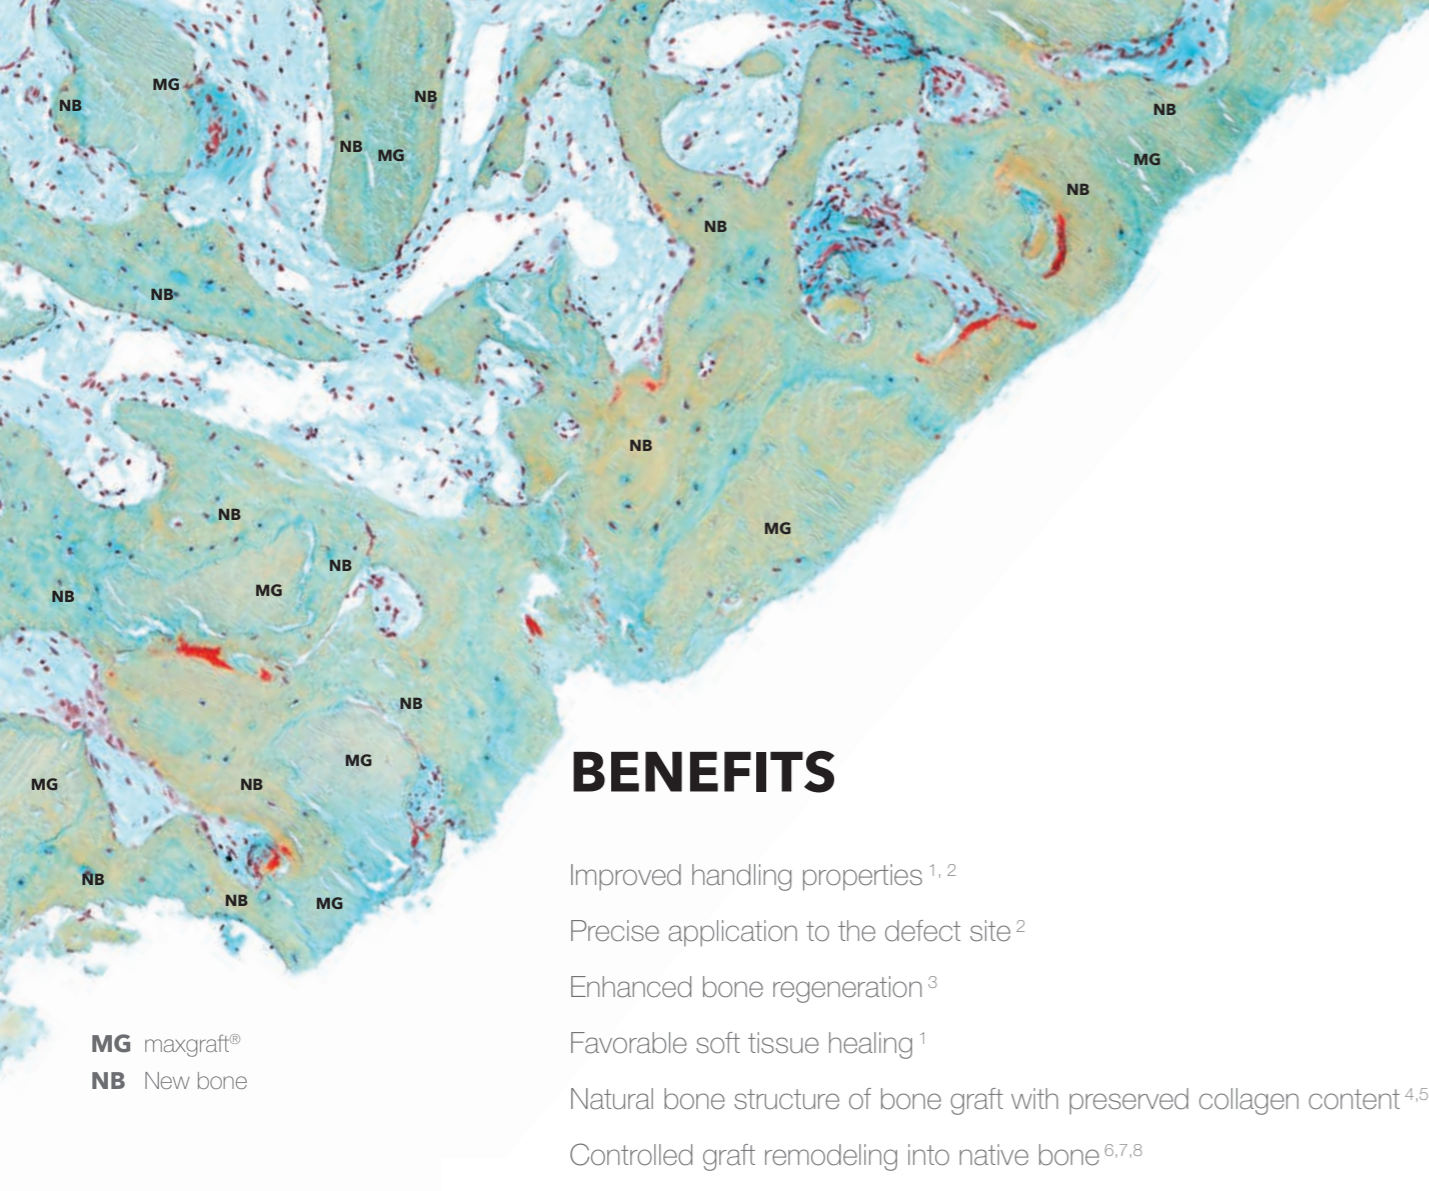 MG
NB
NB
NB
MG
NB
MG
NB
NB
NB
NB
MG
NB
NB
MG
NB
NB
MG
NB
MG
NB
NB
MG
BENEFITS
Improved handling properties 1, 2
Precise application to the defect site 2
Enhanced bone regeneration 3
Favorable soft tissue healing 1
Natural bone structure of bone graft with preserved collagen content 4,5
Controlled graft remodeling into native bone 6,7,8
MG maxgraft®
NB New bone